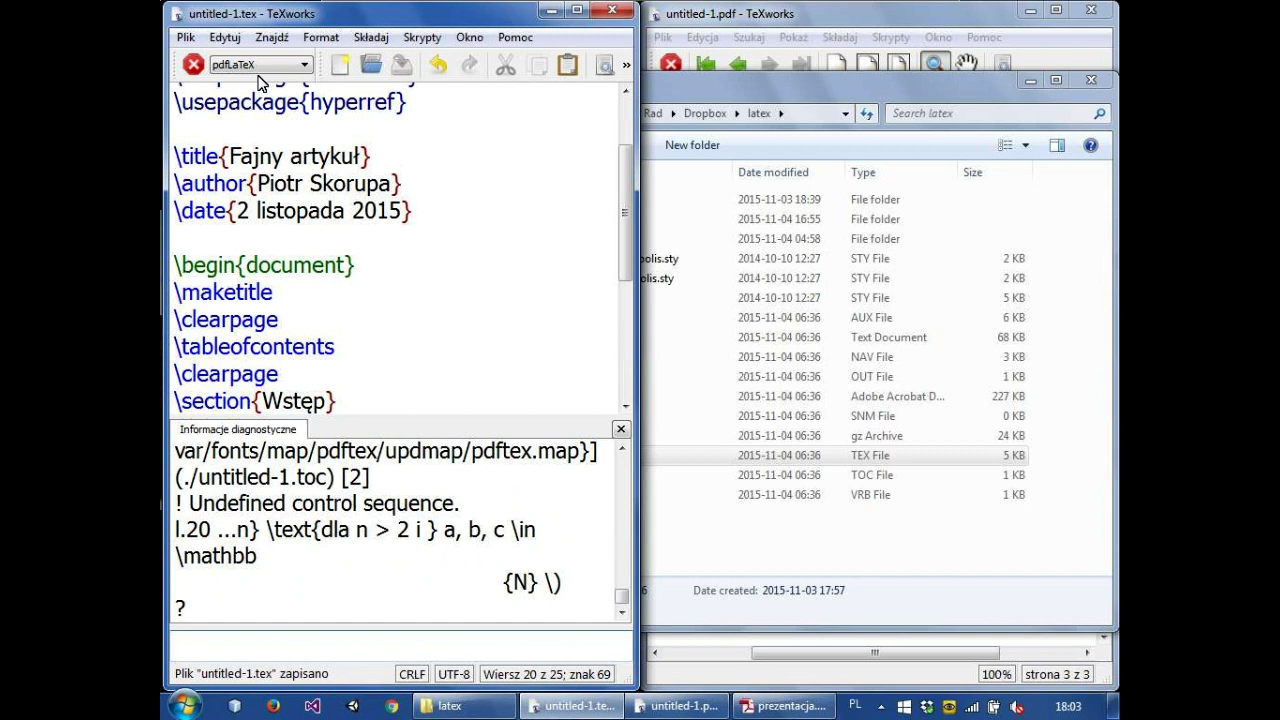 untitled-1.tex - TeXworks
Plik Edytuj Znajdź Format Składaj Skrypty Okno Pomoc
pdfLaTeX
»
\usepackage{hyperref}
\title{Fajny artykuł}
\author{Piotr Skorupa}
\date{2 listopada 2015}
\begin{document}
\maketitle
\clearpage
\tableofcontents
\clearpage
\section{Wstęp}
Informacje diagnostyczne
var/fonts/map/pdftex/updmap/pdftex.map}]
(./untitled-1.toc) [2]
! Undefined control sequence.
l.20 ...n} \text{dla n > 2 i } a, b, c \in
\mathbb
{N} \)
?
Plik "untitled-1.tex" zapisano CRLF UTF-8 Wiersz 20 z 25; znak 69
untitled-1.pdf - TeXworks
Plik Edycja Szukaj Pokaż Składaj Skrypty Okno Pomoc
Rad Dropbox latex Search latex
New folder
Date modified Type Size
2015-11-03 18:39 File folder
2015-11-04 16:55 File folder
2015-11-04 04:58 File folder
olis.sty 2014-10-10 12:27 STY File 2 KB
olis.sty 2014-10-10 12:27 STY File 2 KB
2014-10-10 12:27 STY File 5 KB
2015-11-04 06:36 AUX File 6 KB
2015-11-04 06:36 Text Document 68 KB
2015-11-04 06:36 NAV File 3 KB
2015-11-04 06:36 OUT File 1 KB
2015-11-04 06:36 Adobe Acrobat D... 227 KB
2015-11-04 06:36 SNM File 0 KB
2015-11-04 06:36 gz Archive 24 KB
2015-11-04 06:36 TEX File 5 KB
2015-11-04 06:36 TOC File 1 KB
2015-11-04 06:36 VRB File 1 KB
Date created: 2015-11-03 17:57
100% strona 3 z 3
latex untitled-1.te... untitled-1.p... prezentacja.... PL 18:03